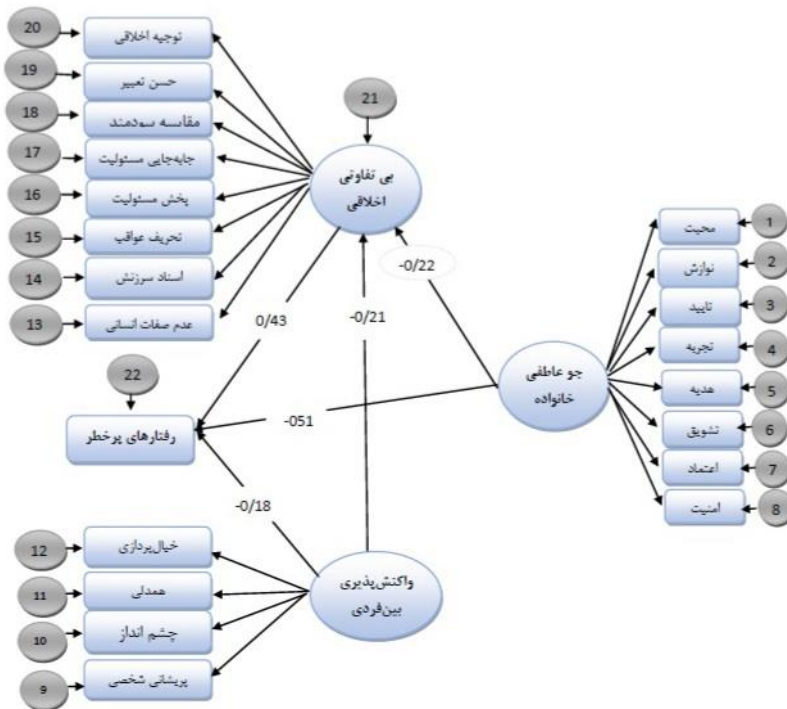 20
توجیه اخلاقی
19
حسن تعبیر
18
مقایسه سودمند
17
جابه‌جایی مسئولیت
16
پخش مسئولیت
15
تحریف عواقب
14
اسناد سرزنش
13
عدم صفات انسانی
21
بی تفاوتی
اخلاقی
-0/22
-0/21
0/43
22
رفتارهای پرخطر
-051
-0/18
جو عاطفی
خانواده
محبت
1
نوازش
2
تایید
3
تجربه
4
هدیه
5
تشویق
6
اعتماد
7
امنیت
8
12
خیال‌پردازی
11
همدلی
10
چشم انداز
9
پریشانی شخصی
واکنش‌پذیری
بین‌فردی